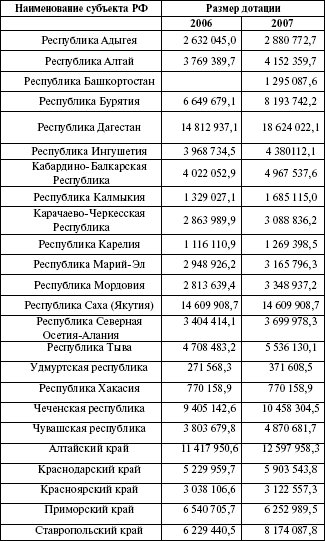 Наименование субъекта РФ Размер дотации
2006 2007
Республика Адыгея 2 632 045,0 2 880 772,7
Республика Алтай 3 769 389,7 4 152 359,7
Республика Башкортостан 1 295 087,6
Республика Бурятия 6 649 679,1 8 193 742,2
Республика Дагестан 14 812 937,1 18 624 022,1
Республика Ингушетия 3 968 734,5 4 380112,1
Кабардино-Балкарская
Республика 4 022 052,9 4 967 537,6
Республика Калмыкия 1 329 027,1 1 685 115,0
Карачаево-Черкесская
Республика 2 863 989,9 3 088 836,2
Республика Карелия 1 116 110,9 1 269 398,5
Республика Марий-Эл 2 948 926,2 3 165 796,3
Республика Мордовия 2 813 639,4 3 348 937,2
Республика Саха (Якутия) 14 609 908,7 14 609 908,7
Республика Северная
Осетия-Алания 3 404 414,1 3 699 978,3
Республика Тыва 4 708 483,2 5 536 130,1
Удмуртская республика 271 568,3 371 608,5
Республика Хакасия 770 158,9 770 158,9
Чеченская республика 9 405 142,6 10 458 304,5
Чувашская республика 3 803 679,8 4 870 681,7
Алтайский край 11 417 950,6 12 597 958,3
Краснодарский край 5 229 959,7 5 903 543,8
Красноярский край 3 038 106,6 3 122 557,3
Приморский край 6 540 705,7 6 252 989,5
Ставропольский край 6 229 440,5 8 174 087,8